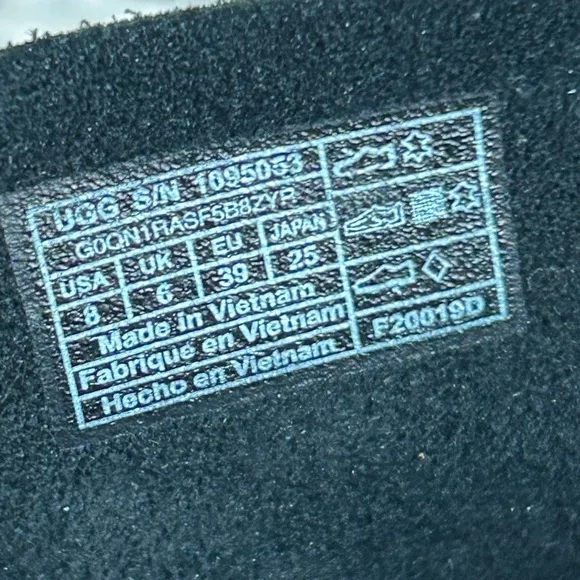 UGG S/N 1095053
G0QN1RASF5B8ZYR
USA UK EU JAPAN
8 6 39 25
Made in Vietnam
Fabriqué en Vietnam
Hecho en Vietnam
F20019D